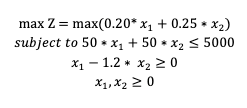 max Z = max(0.20* x₁ + 0.25 * x₂)
subject to 50 * x₁ + 50 * x₂ ≤ 5000
x₁ − 1.2 * x₂ ≥ 0
x₁, x₂ ≥ 0